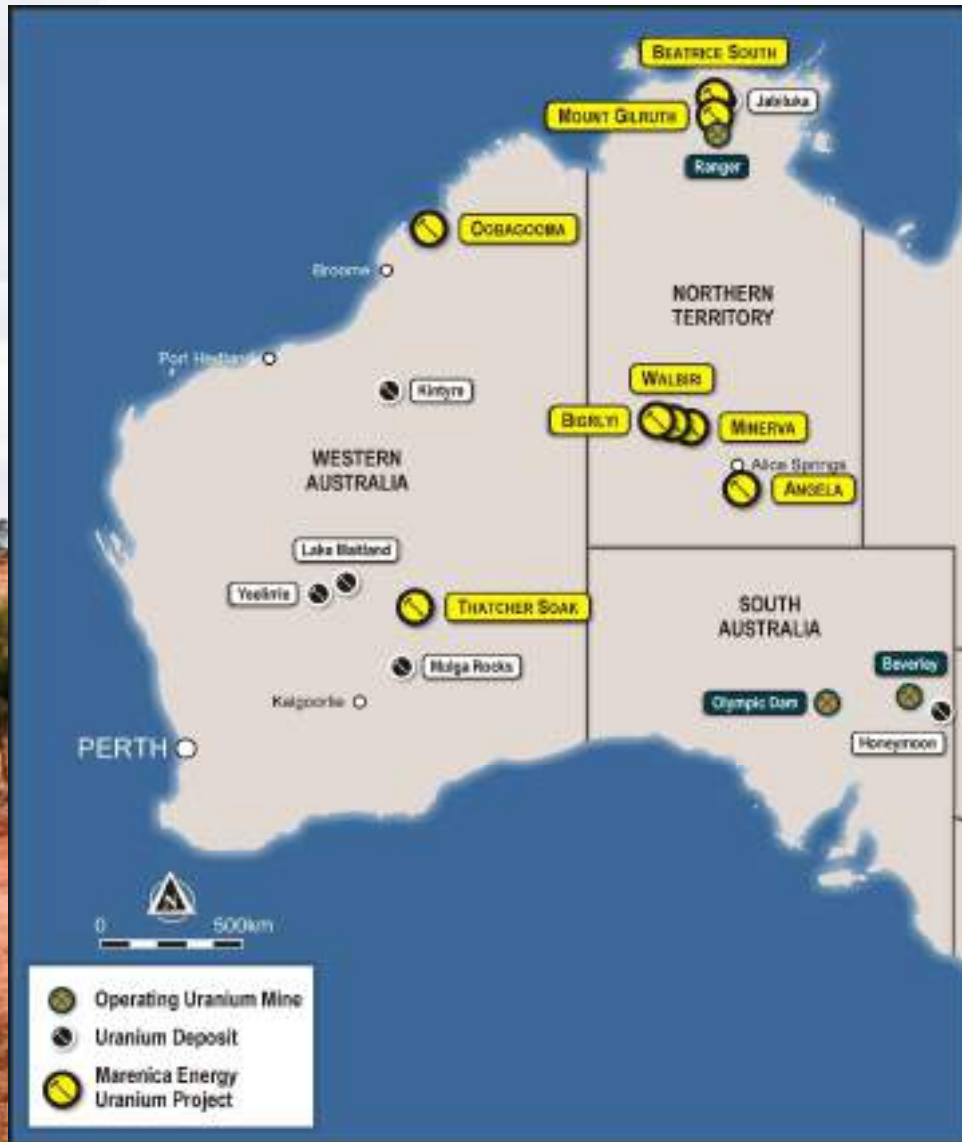 BEATRICE SOUTH
Jabiluka
MOUNT GILRUTH
Ranger
OOBAGOOMA
Broome
NORTHERN
TERRITORY
Port Hedland
WALBIRI
Kintyre
BIGRLYI
MINERVA
WESTERN
AUSTRALIA
Alice Springs
ANGELA
Lake Maitland
Yeelirrie
THATCHER SOAK
SOUTH
AUSTRALIA
Mulga Rocks
Beverley
Kalgoorlie
Olympic Dam
Honeymoon
PERTH
N
0 500km
Operating Uranium Mine
Uranium Deposit
Marenica Energy
Uranium Project